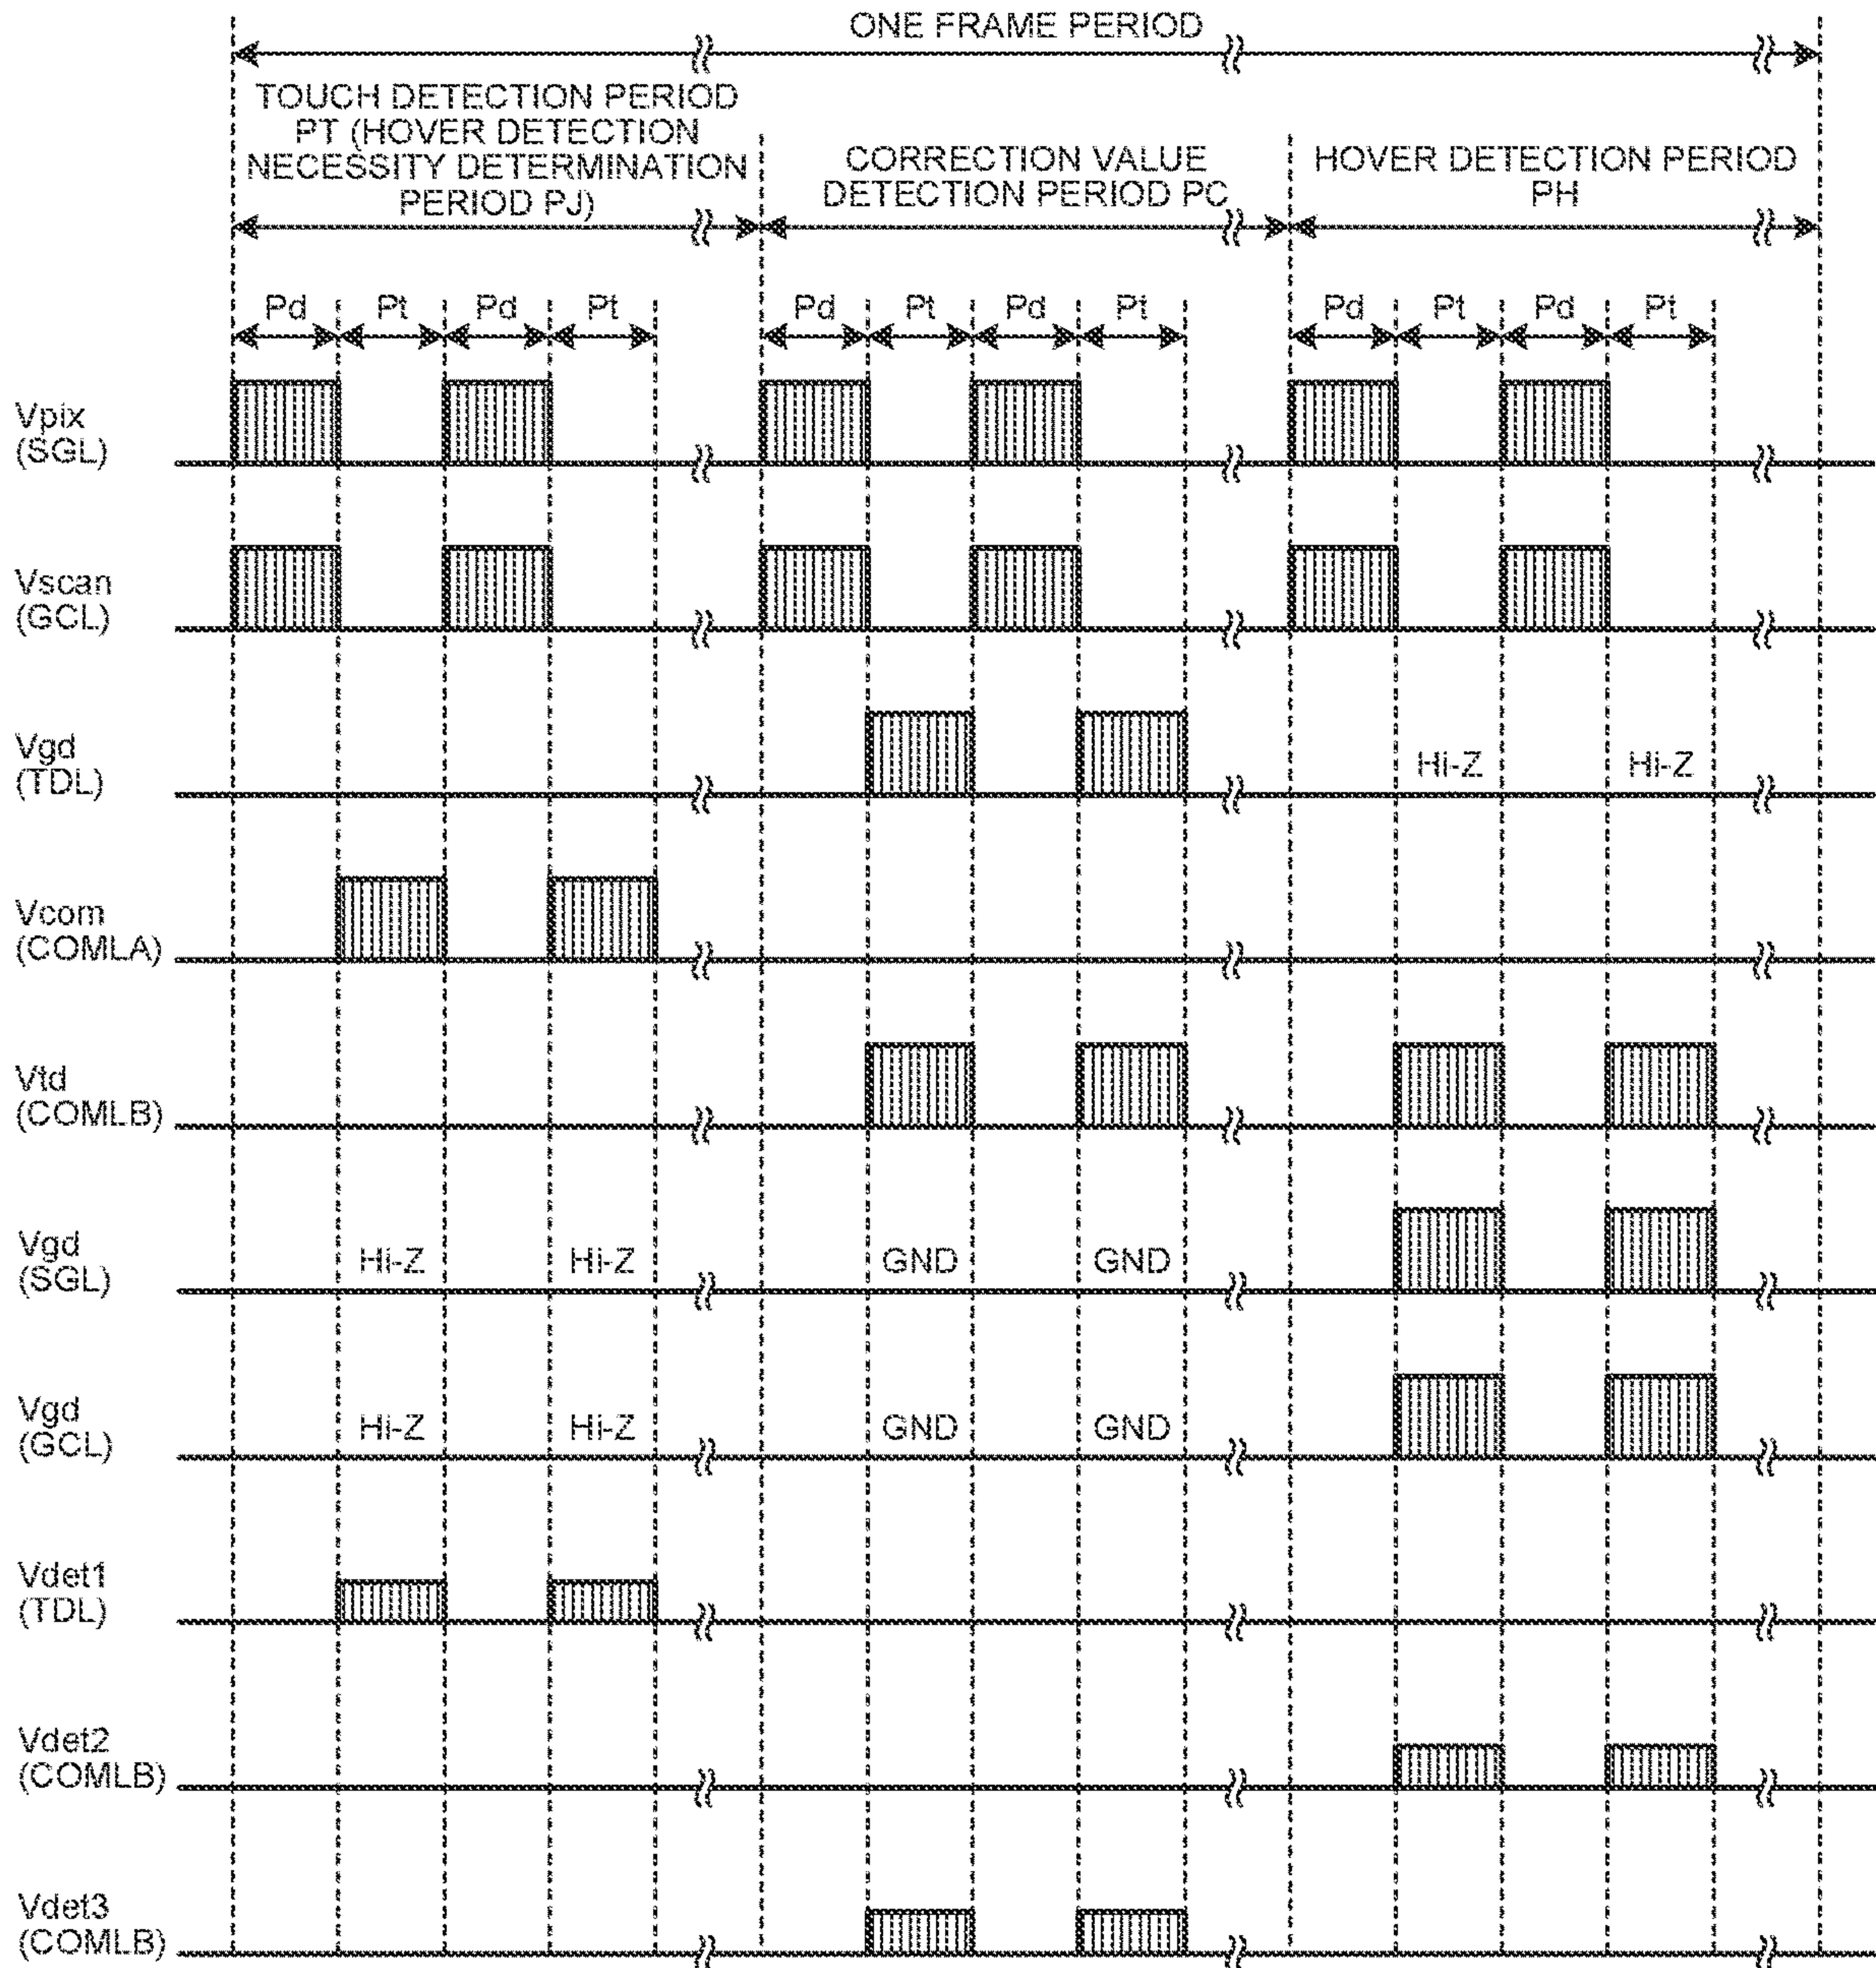 ONE FRAME PERIOD
TOUCH DETECTION PERIOD
PT (HOVER DETECTION
NECESSITY DETERMINATION
PERIOD PJ)
CORRECTION VALUE
DETECTION PERIOD PC
HOVER DETECTION PERIOD
PH
Pd Pt Pd Pt Pd Pt Pd Pt Pd Pt Pd Pt
Vpix
(SGL)
Vscan
(GCL)
Vgd
(TDL)
Hi-Z Hi-Z
Vcom
(COMLA)
Vtd
(COMLB)
Vgd
(SGL)
Hi-Z Hi-Z GND GND
Vgd
(GCL)
Hi-Z Hi-Z GND GND
Vdet1
(TDL)
Vdet2
(COMLB)
Vdet3
(COMLB)